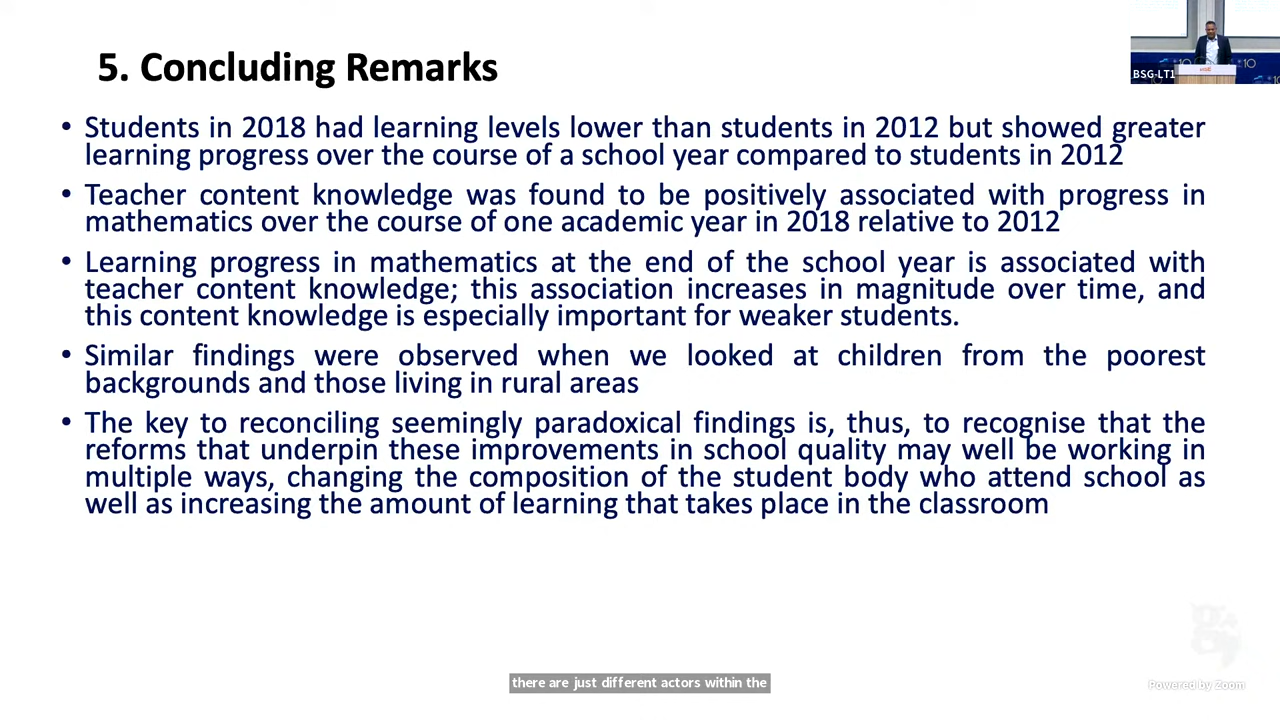 5. Concluding Remarks
BSG-LT1
• Students in 2018 had learning levels lower than students in 2012 but showed greater
learning progress over the course of a school year compared to students in 2012
• Teacher content knowledge was found to be positively associated with progress in
mathematics over the course of one academic year in 2018 relative to 2012
• Learning progress in mathematics at the end of the school year is associated with
teacher content knowledge; this association increases in magnitude over time, and
this content knowledge is especially important for weaker students.
• Similar findings were observed when we looked at children from the poorest
backgrounds and those living in rural areas
• The key to reconciling seemingly paradoxical findings is, thus, to recognise that the
reforms that underpin these improvements in school quality may well be working in
multiple ways, changing the composition of the student body who attend school as
well as increasing the amount of learning that takes place in the classroom
there are just different actors within the
Powered by Zoom